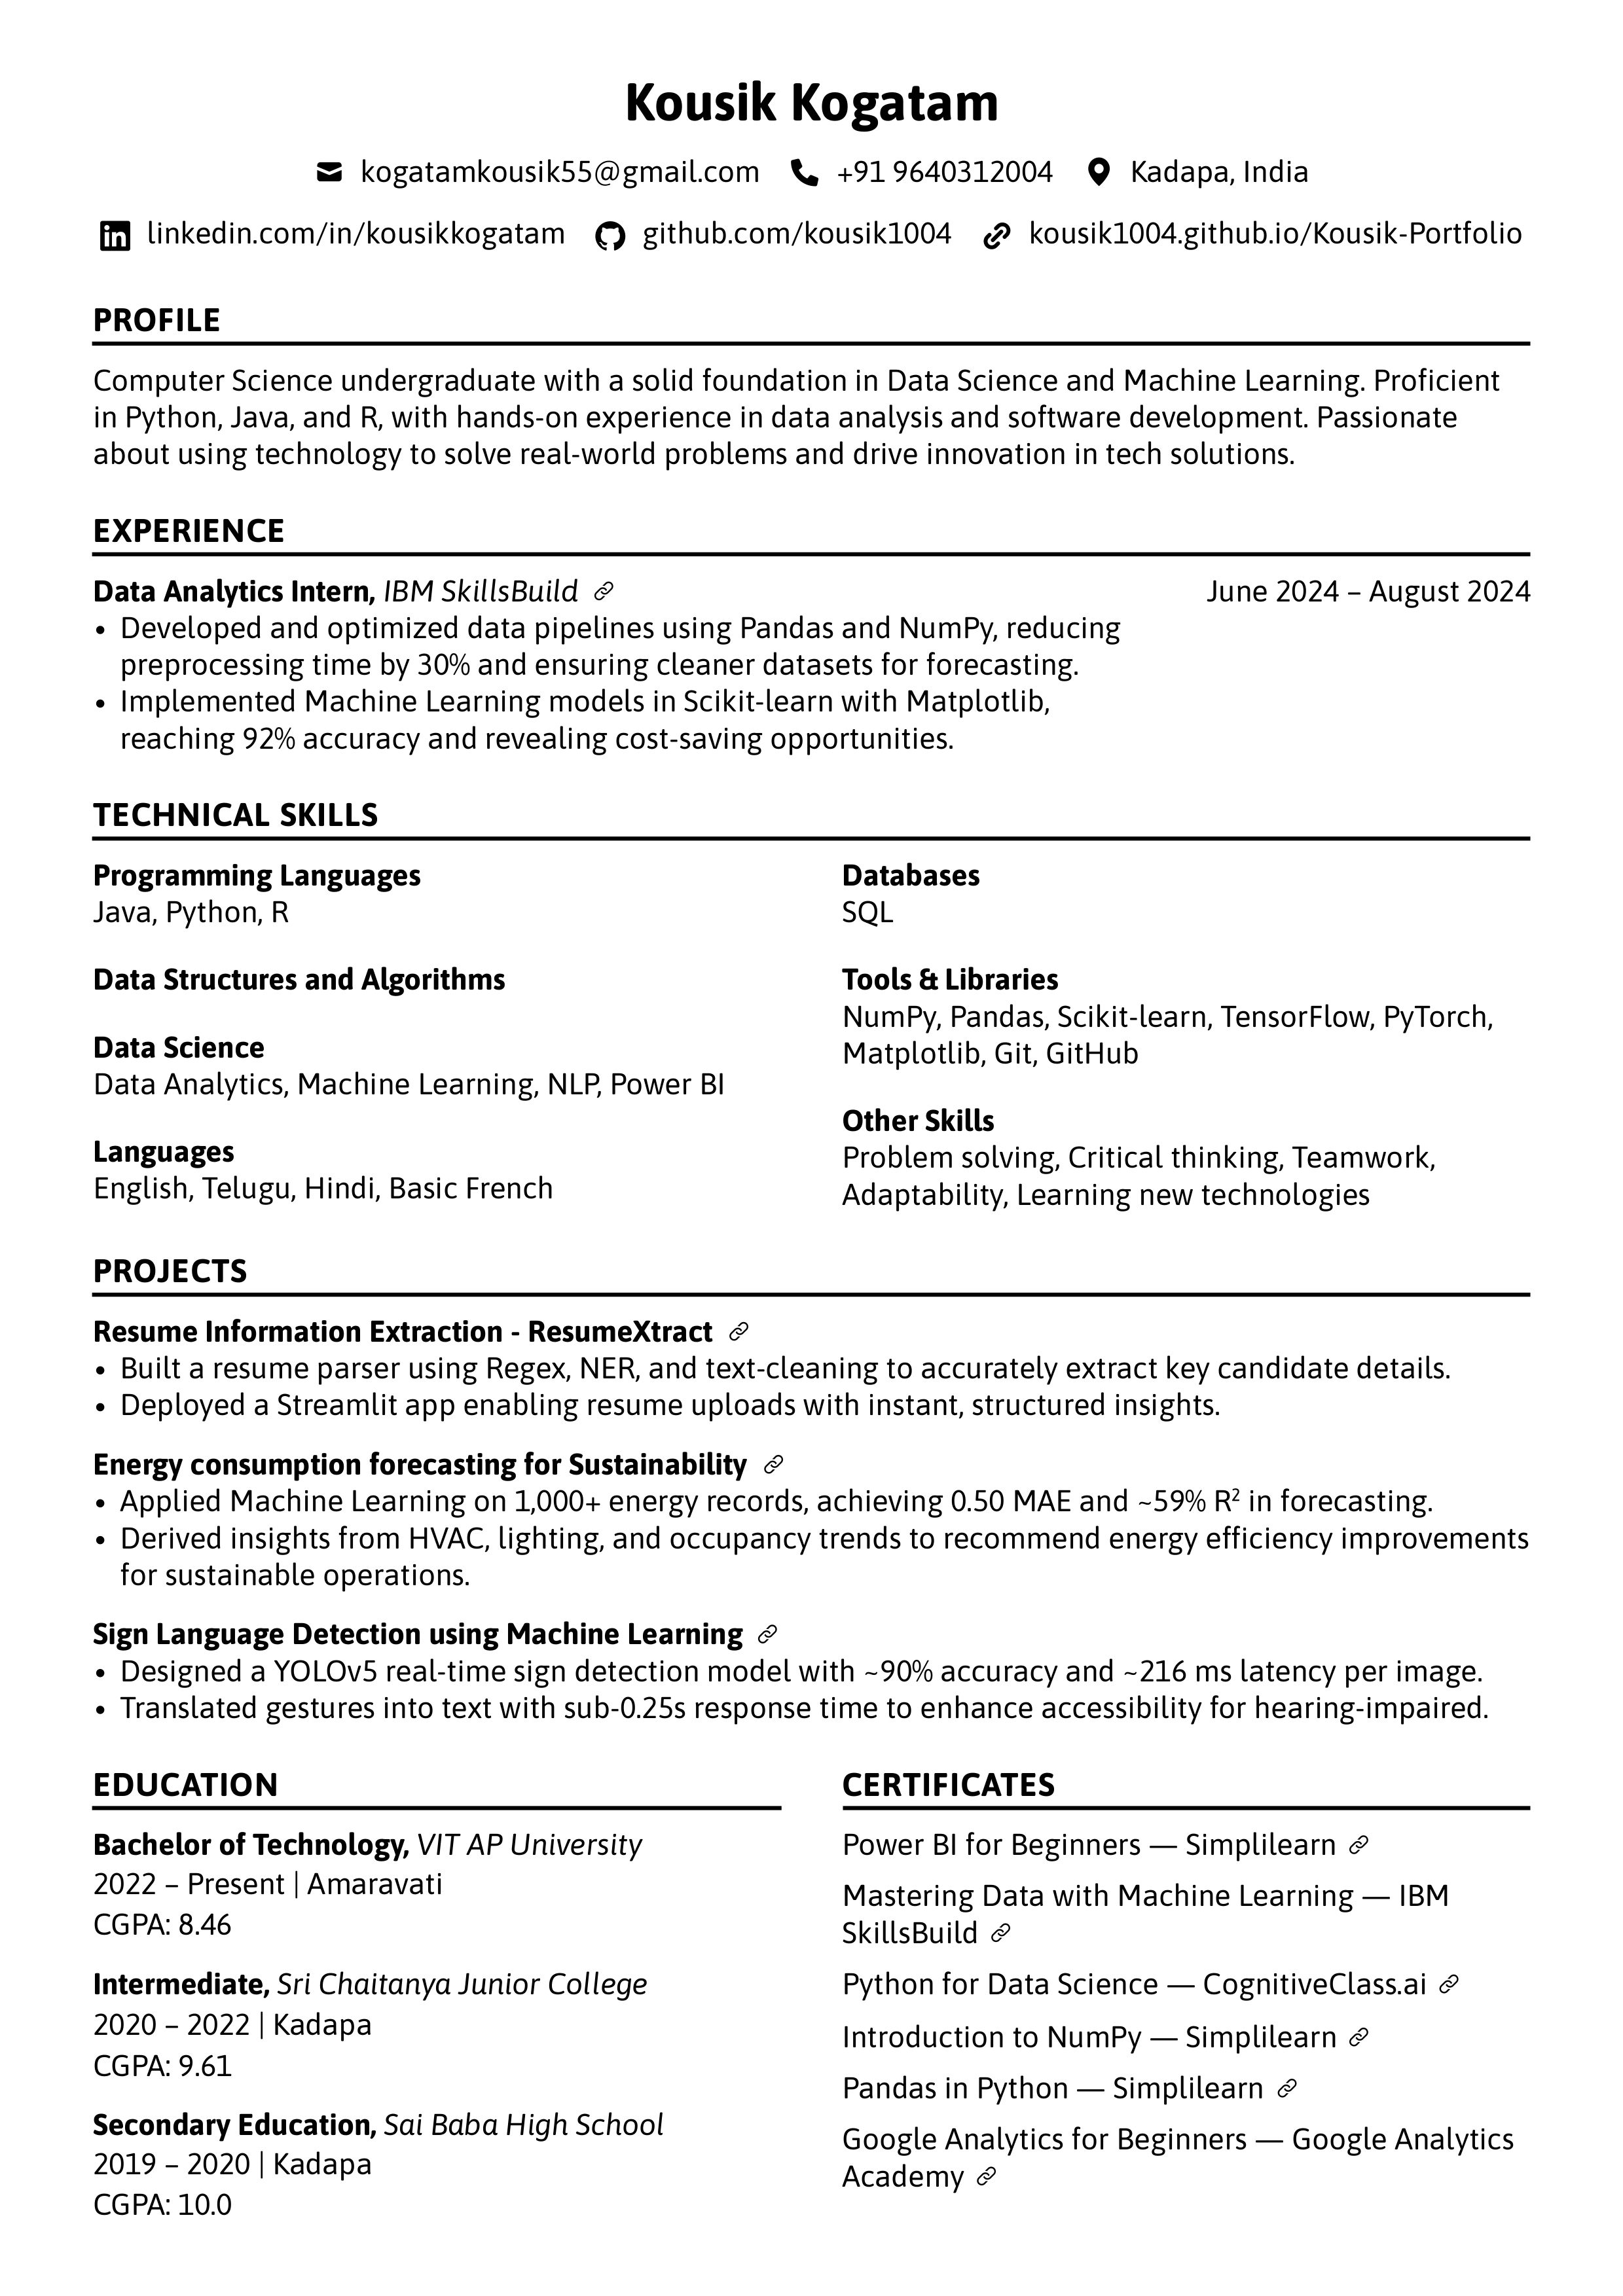 Kousik Kogatam
kogatamkousik55@gmail.com +91 9640312004 Kadapa, India
linkedin.com/in/kousikkogatam github.com/kousik1004 kousik1004.github.io/Kousik-Portfolio
PROFILE
Computer Science undergraduate with a solid foundation in Data Science and Machine Learning. Proficient
in Python, Java, and R, with hands-on experience in data analysis and software development. Passionate
about using technology to solve real-world problems and drive innovation in tech solutions.
EXPERIENCE
Data Analytics Intern, IBM SkillsBuild June 2024 – August 2024
• Developed and optimized data pipelines using Pandas and NumPy, reducing
preprocessing time by 30% and ensuring cleaner datasets for forecasting.
• Implemented Machine Learning models in Scikit-learn with Matplotlib,
reaching 92% accuracy and revealing cost-saving opportunities.
TECHNICAL SKILLS
Programming Languages
Java, Python, R
Data Structures and Algorithms
Data Science
Data Analytics, Machine Learning, NLP, Power BI
Languages
English, Telugu, Hindi, Basic French
Databases
SQL
Tools & Libraries
NumPy, Pandas, Scikit-learn, TensorFlow, PyTorch,
Matplotlib, Git, GitHub
Other Skills
Problem solving, Critical thinking, Teamwork,
Adaptability, Learning new technologies
PROJECTS
Resume Information Extraction - ResumeXtract
• Built a resume parser using Regex, NER, and text-cleaning to accurately extract key candidate details.
• Deployed a Streamlit app enabling resume uploads with instant, structured insights.
Energy consumption forecasting for Sustainability
• Applied Machine Learning on 1,000+ energy records, achieving 0.50 MAE and ~59% R² in forecasting.
• Derived insights from HVAC, lighting, and occupancy trends to recommend energy efficiency improvements
for sustainable operations.
Sign Language Detection using Machine Learning
• Designed a YOLOv5 real-time sign detection model with ~90% accuracy and ~216 ms latency per image.
• Translated gestures into text with sub-0.25s response time to enhance accessibility for hearing-impaired.
EDUCATION
Bachelor of Technology, VIT AP University
2022 – Present | Amaravati
CGPA: 8.46
Intermediate, Sri Chaitanya Junior College
2020 – 2022 | Kadapa
CGPA: 9.61
Secondary Education, Sai Baba High School
2019 – 2020 | Kadapa
CGPA: 10.0
CERTIFICATES
Power BI for Beginners — Simplilearn
Mastering Data with Machine Learning — IBM
SkillsBuild
Python for Data Science — CognitiveClass.ai
Introduction to NumPy — Simplilearn
Pandas in Python — Simplilearn
Google Analytics for Beginners — Google Analytics
Academy